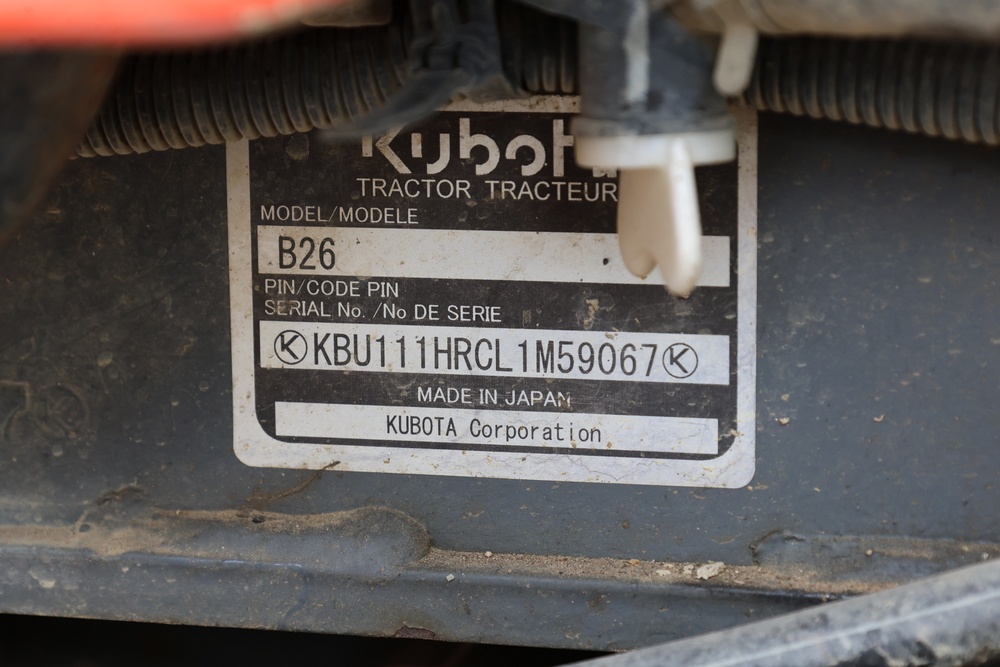 Kubota
TRACTOR TRACTEUR
MODEL/MODELE
B26
PIN/CODE PIN
SERIAL No. /No DE SERIE
KBU111HRCL1M59067
MADE IN JAPAN
KUBOTA Corporation